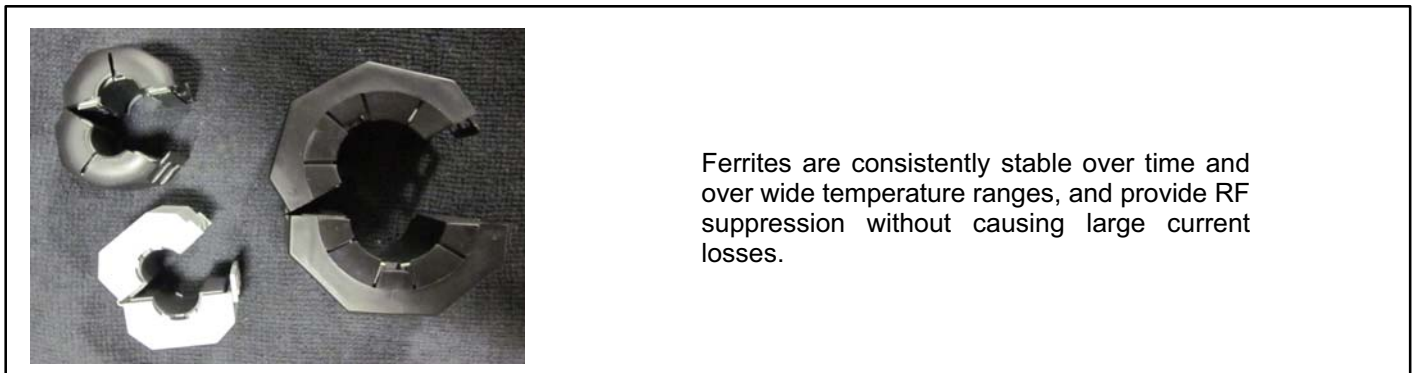 Ferrites are consistently stable over time and
over wide temperature ranges, and provide RF
suppression without causing large current
losses.